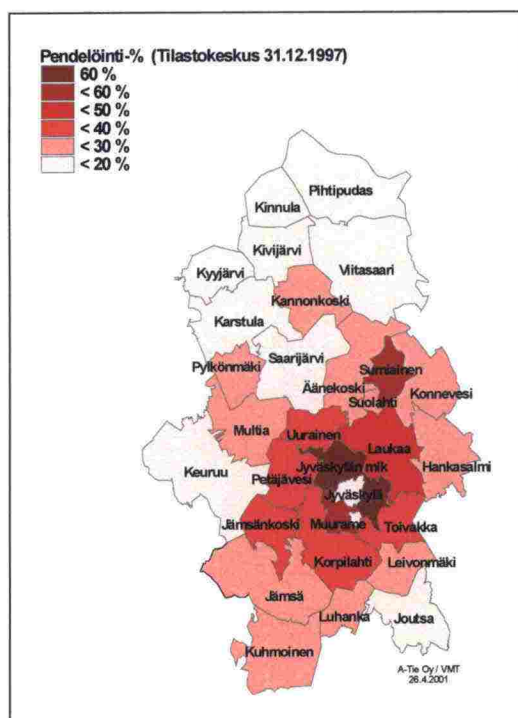 Pendelöinti-% (Tilastokeskus 31.12.1997)
60 %
< 60 %
< 50 %
< 40 %
< 30 %
< 20 %
Pihtipudas
Kinnula
Kivijärvi
Kyyjärvi
Viitasaari
Kannonkoski
Karstula
Saarijärvi
Pylkönmäki
Sumiainen
Äänekoski
Konnevesi
Suolahti
Multia
Uurainen
Laukaa
Keuruu
Jyväskylän mlk
Hankasalmi
Petäjävesi
Jyväskylä
Jämsänkoski
Muurame
Toivakka
Korpilahti
Leivonmäki
Jämsä
Luhanka
Joutsa
Kuhmoinen
A-Tie Oy / VMT
26.4.2001